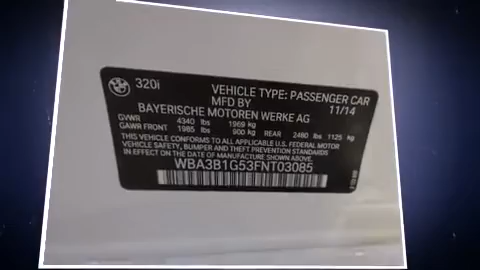 320i
VEHICLE TYPE: PASSENGER CAR
MFD BY 11/14
BAYERISCHE MOTOREN WERKE AG
GVWR 4340 lbs 1969 kg
GAWR FRONT 1985 lbs 900 kg REAR 2480 lbs 1125 kg
THIS VEHICLE CONFORMS TO ALL APPLICABLE U.S. FEDERAL MOTOR
VEHICLE SAFETY, BUMPER AND THEFT PREVENTION STANDARDS
IN EFFECT ON THE DATE OF MANUFACTURE SHOWN ABOVE.
WBA3B1G53FNT03085